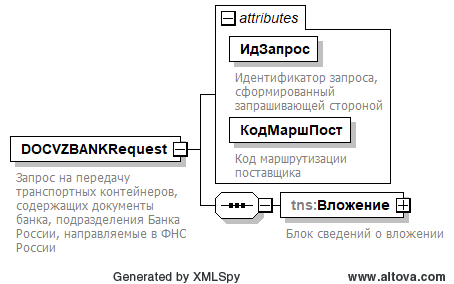 attributes
ИдЗапрос
Идентификатор запроса,
сформированный
запрашивающей стороной
КодМаршПост
Код маршрутизации
поставщика
DOCVZBANKRequest
Запрос на передачу
транспортных контейнеров,
содержащих документы
банка, подразделения Банка
России, направляемые в ФНС
России
tns:Вложение
Блок сведений о вложении
Generated by XMLSpy
www.altova.com